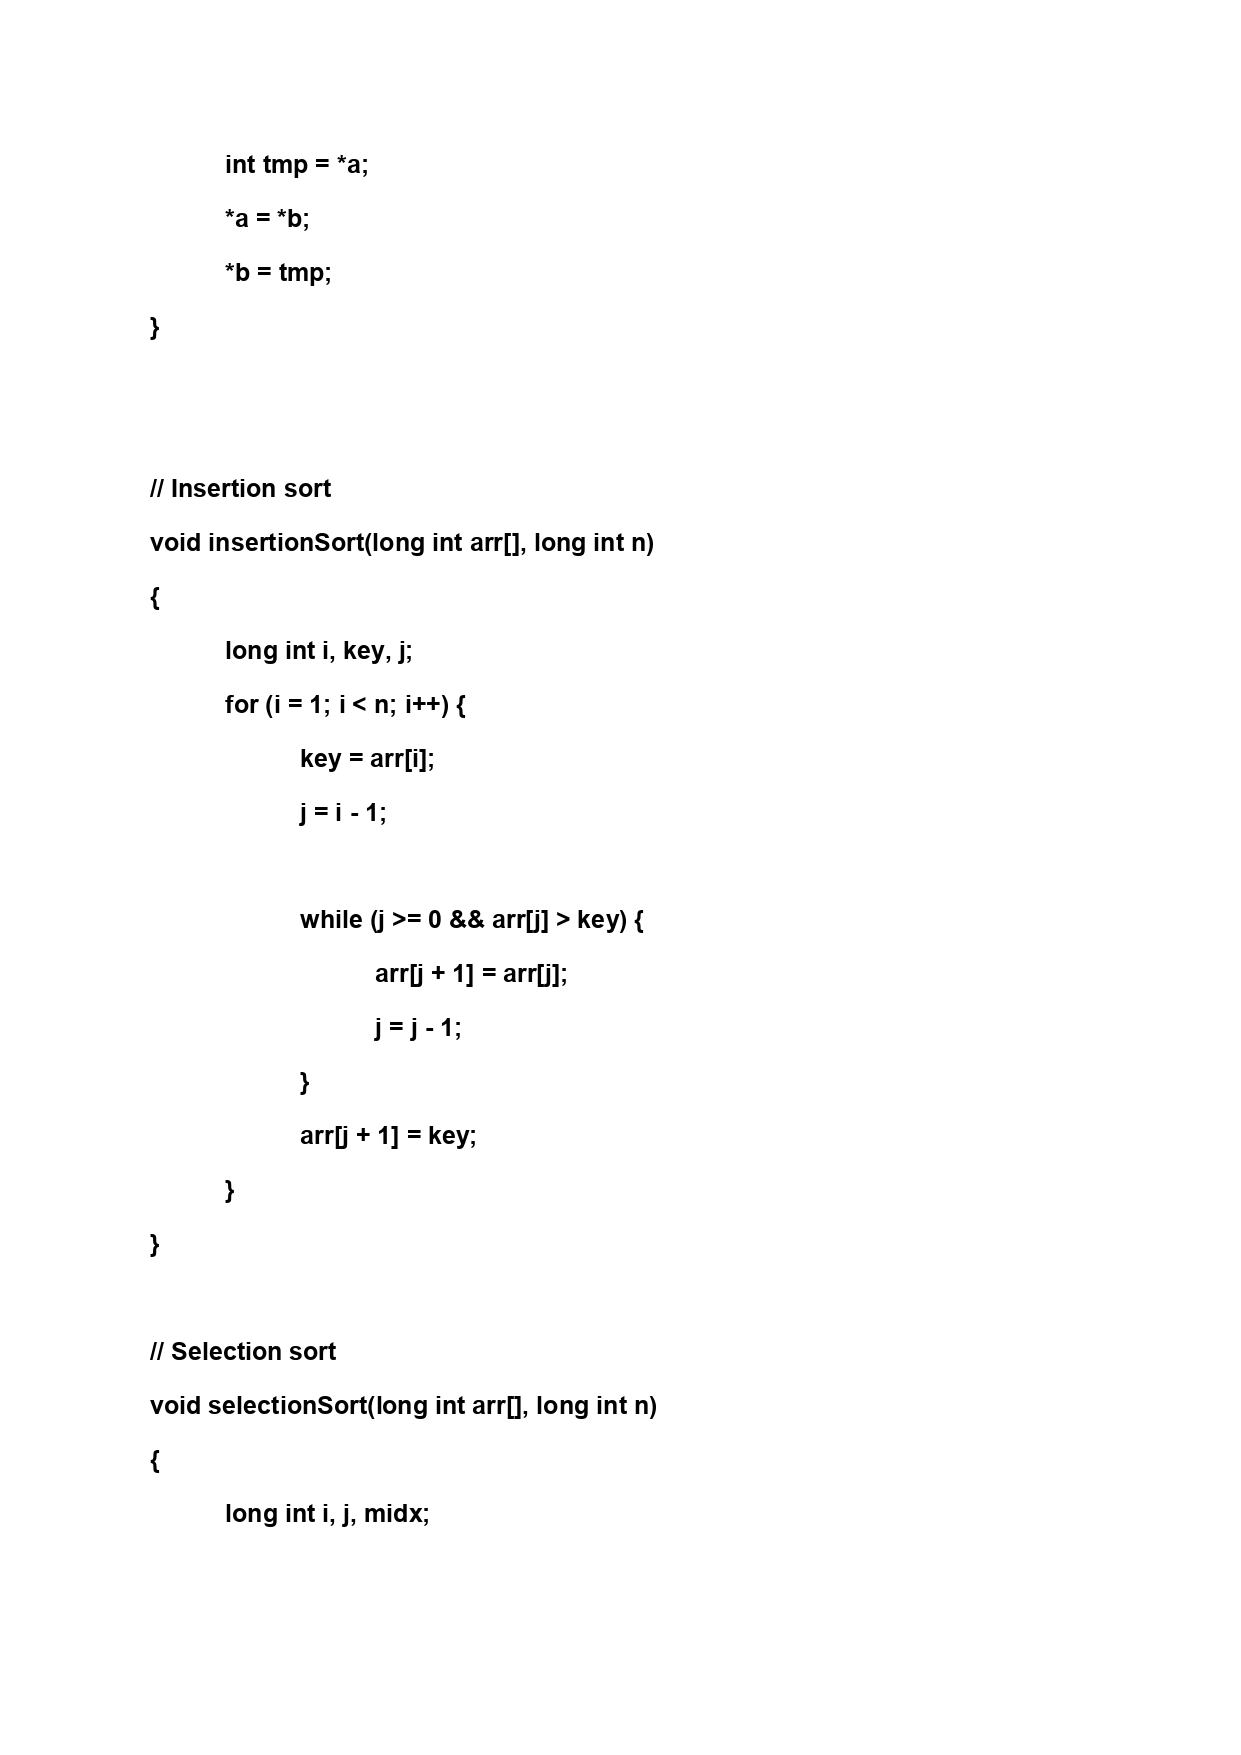 int tmp = *a;
*a = *b;
*b = tmp;
}
// Insertion sort
void insertionSort(long int arr[], long int n)
{
long int i, key, j;
for (i = 1; i < n; i++) {
key = arr[i];
j = i - 1;
while (j >= 0 && arr[j] > key) {
arr[j + 1] = arr[j];
j = j - 1;
}
arr[j + 1] = key;
}
}
// Selection sort
void selectionSort(long int arr[], long int n)
{
long int i, j, midx;